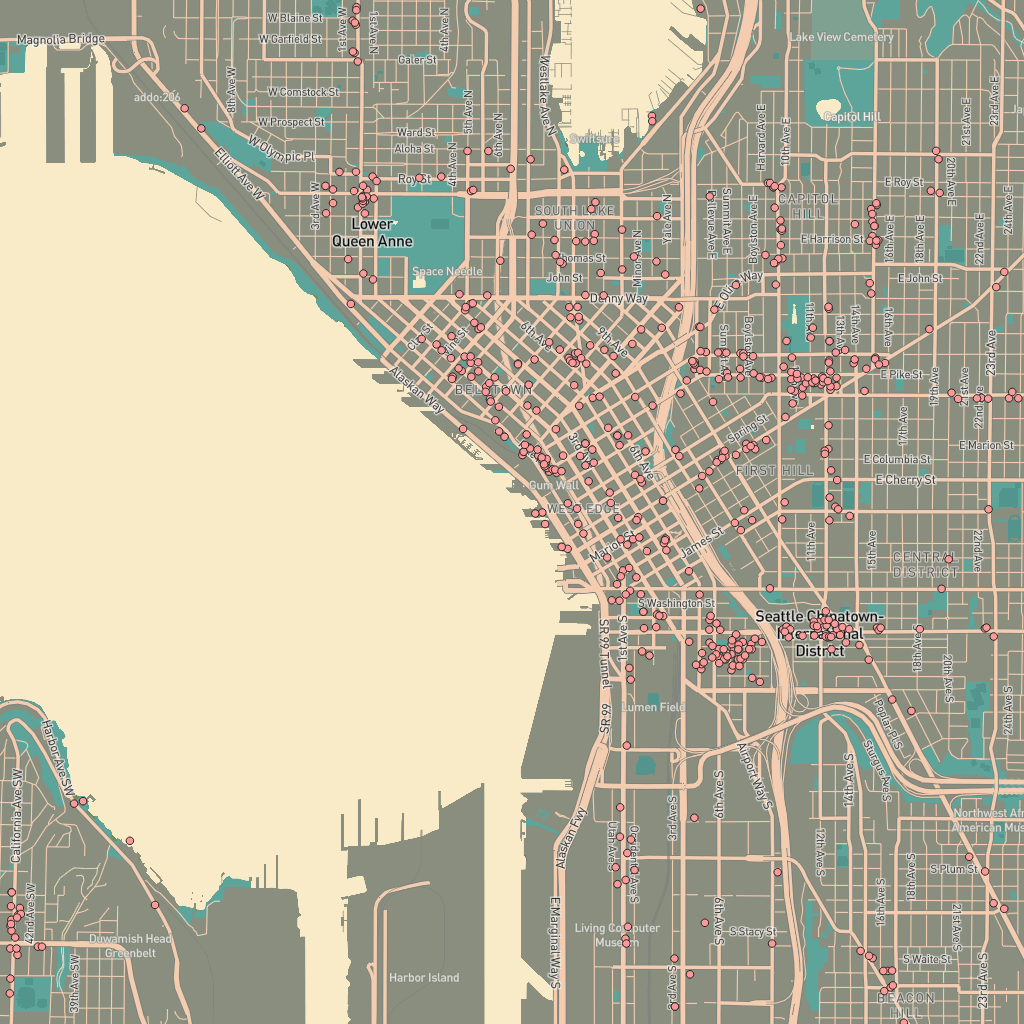 W Blaine St
1st Ave W
1st Ave N
4th Ave N
Magnolia Bridge
W Garfield St
Galer St
Westlake Ave N
Lake View Cemetery
addo:206
8th Ave W
W Comstock St
5th Ave N
6th Ave N
Capitol Hill
21st Ave E
23rd Ave E
W Prospect St
Ward St
Aloha St
Swiftsure
Harvard Ave E
10th Ave E
W Olympic Pl
4th Ave N
Elliott Ave W
Roy St
3rd Ave W
E Roy St
20th Ave E
24th Ave E
Lower
Queen Anne
SOUTH LAKE
UNION
Yale Ave N
Bellevue Ave E
Summit Ave E
Boylston Ave E
CAPITOL
HILL
E Harrison St
16th Ave E
18th Ave E
22nd Ave E
Space Needle
Thomas St
John St
Minor Ave N
E Olive Way
E John St
Denny Way
6th Ave
9th Ave
11th Ave
13th Ave
14th Ave E
16th Ave E
23rd Ave E
Alaskan Way
BELLTOWN
E Pike St
19th Ave E
21st Ave
22nd Ave
3rd Ave
6th Ave
Spring St
17th Ave
E Marion St
FIRST HILL
E Columbia St
E Cherry St
Gum Wall
WEST EDGE
Marion St
James St
11th Ave
15th Ave
CENTRAL
DISTRICT
22nd Ave
S Washington St
Seattle Chinatown-
International
District
SR 99 Tunnel
1st Ave S
18th Ave S
20th Ave S
24th Ave S
Lumen Field
SR 99
Harbor Ave SW
Airport Way S
Poplar Pl S
Sturgus Ave S
14th Ave S
6th Ave S
3rd Ave S
California Ave SW
Alaskan Fwy
Utah Ave S
Occidental Ave S
12th Ave S
Northwest Afri
American Museu
S Plum St
42nd Ave SW
Duwamish Head
Greenbelt
39th Ave SW
Harbor Island
E Marginal Way S
Living Computer
Museum
3rd Ave S
6th Ave S
S Stacy St
16th Ave S
18th Ave S
21st Ave S
23rd Ave S
S Waite St
BEACON
HILL